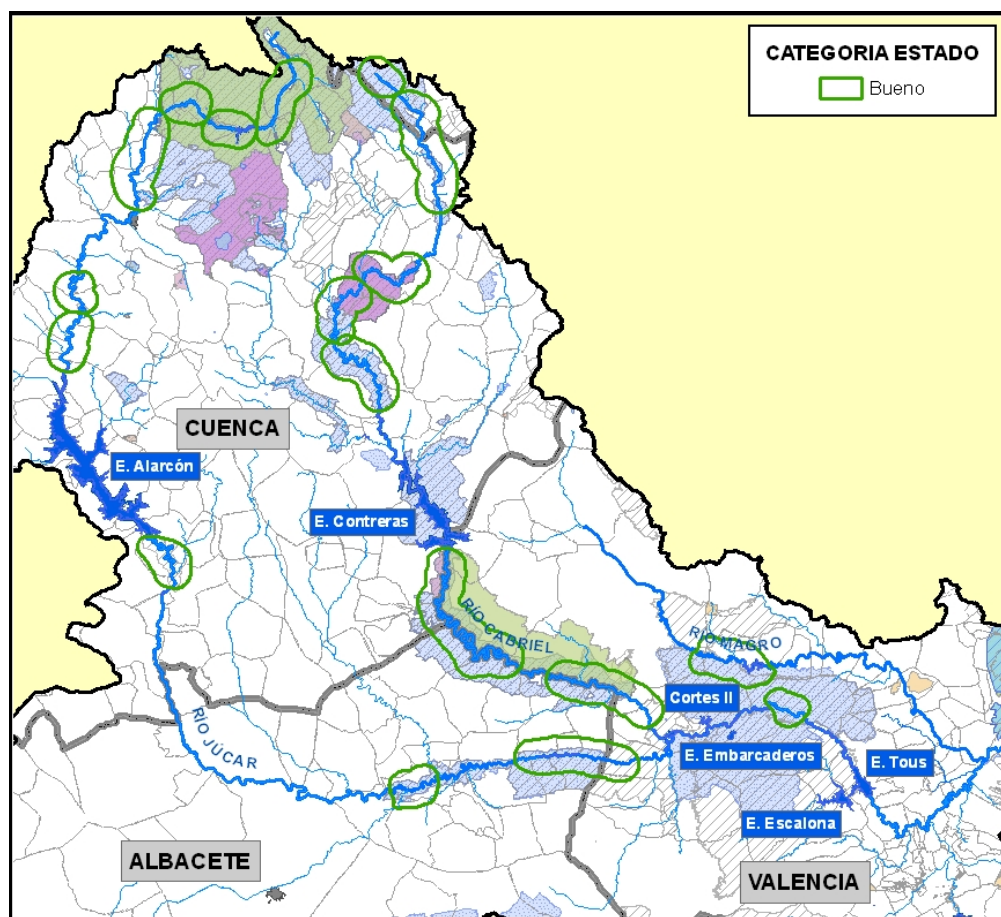 CATEGORIA ESTADO
Bueno
CUENCA
E. Alarcón
E. Contreras
RÍO CABRIEL
RÍO MAGRO
Cortes II
RÍO JÚCAR
E. Embarcaderos
E. Tous
E. Escalona
ALBACETE
VALENCIA